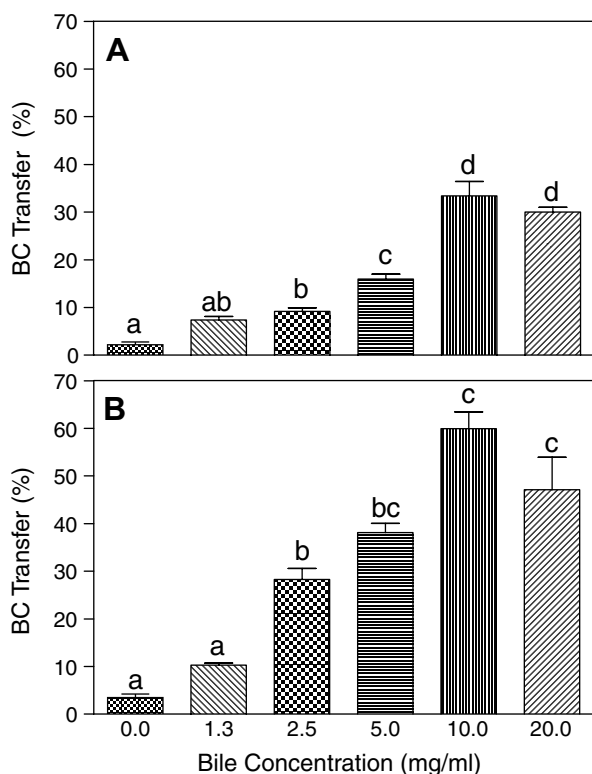 A
BC Transfer (%)
70
60
50
40
30
20
10
0
a
ab
b
c
d
d
B
BC Transfer (%)
70
60
50
40
30
20
10
0
a
a
b
bc
c
c
0.0 1.3 2.5 5.0 10.0 20.0
Bile Concentration (mg/ml)